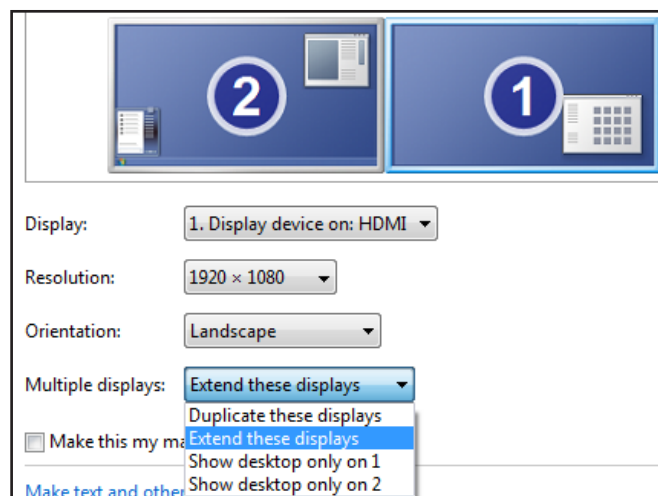 2
1
Display: 1. Display device on: HDMI
Resolution: 1920 × 1080
Orientation: Landscape
Multiple displays: Extend these displays
Duplicate these displays
Make this my ma Extend these displays
Show desktop only on 1
Make text and other Show desktop only on 2